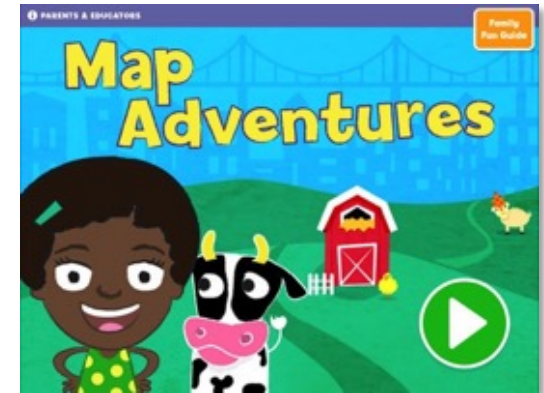 PARENTS & EDUCATORS
Family
Fun Guide
Map
Adventures